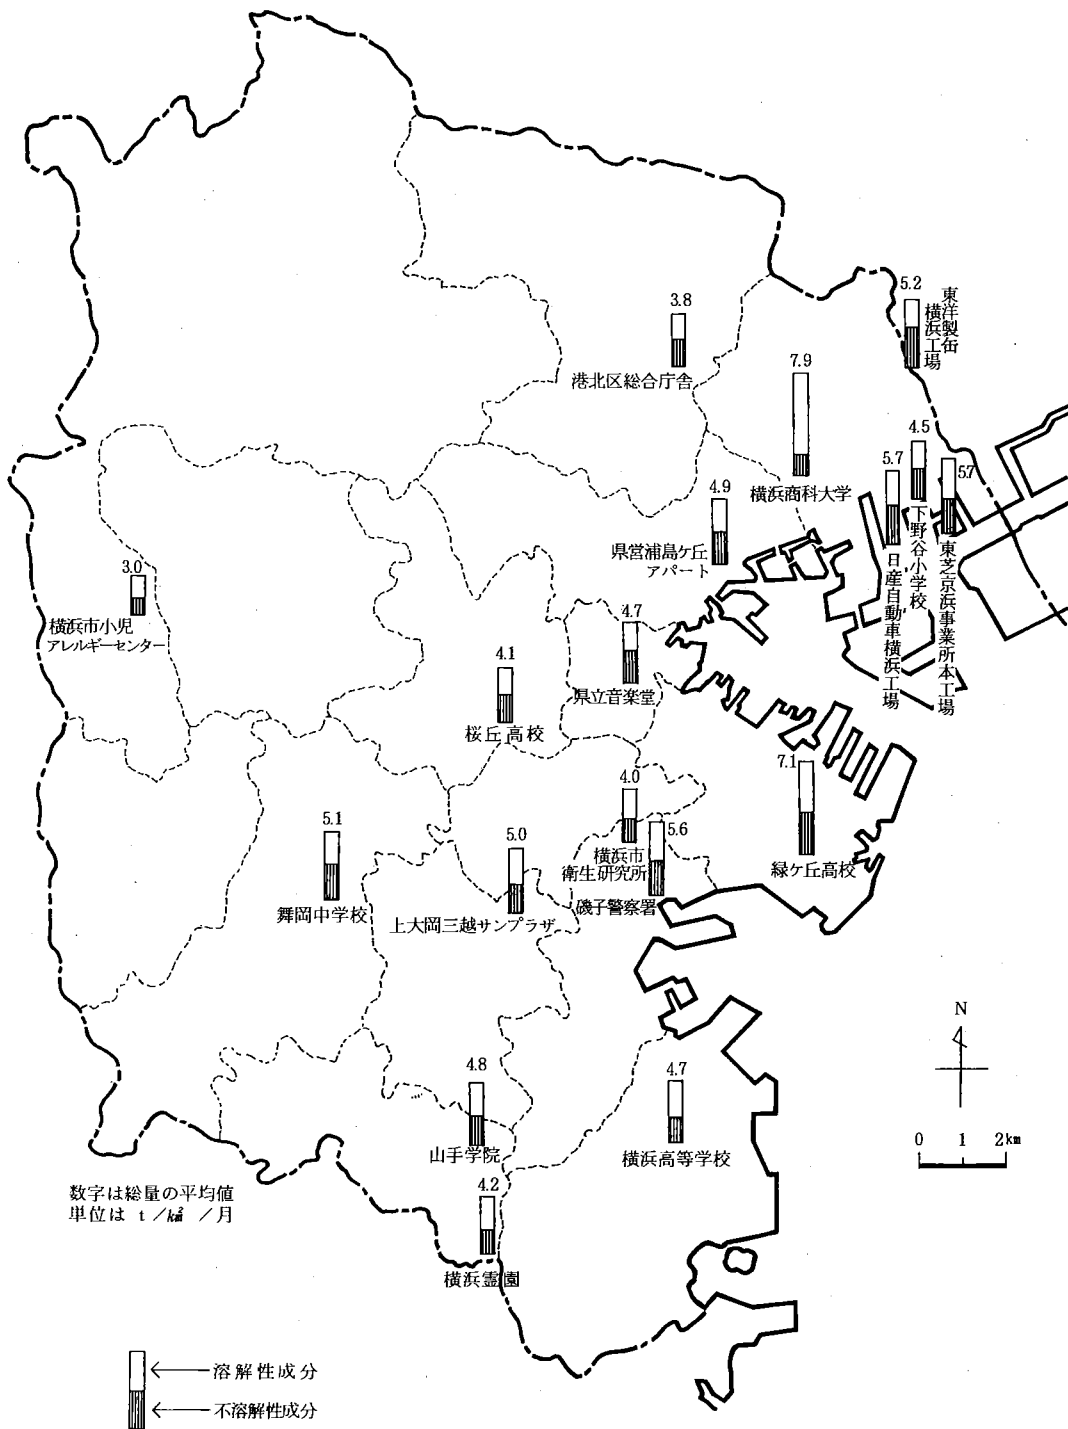 5.2
東洋製缶
横浜工場
3.8
港北区総合庁舎
7.9
横浜商科大学
4.5
下野谷小学校
5.7
日産自動車横浜工場
5.7
東芝京浜事業所本工場
4.9
県営浦島ケ丘
アパート
3.0
横浜市小児
アレルギーセンター
4.7
県立音楽堂
4.1
桜丘高校
7.1
緑ケ丘高校
4.0
横浜市
衛生研究所
5.6
磯子警察署
5.1
舞岡中学校
5.0
上大岡三越サンプラザ
N
4.8
山手学院
4.7
横浜高等学校
0 1 2㎞
4.2
横浜霊園
数字は総量の平均値
単位は t／㎢／月
溶解性成分
不溶解性成分